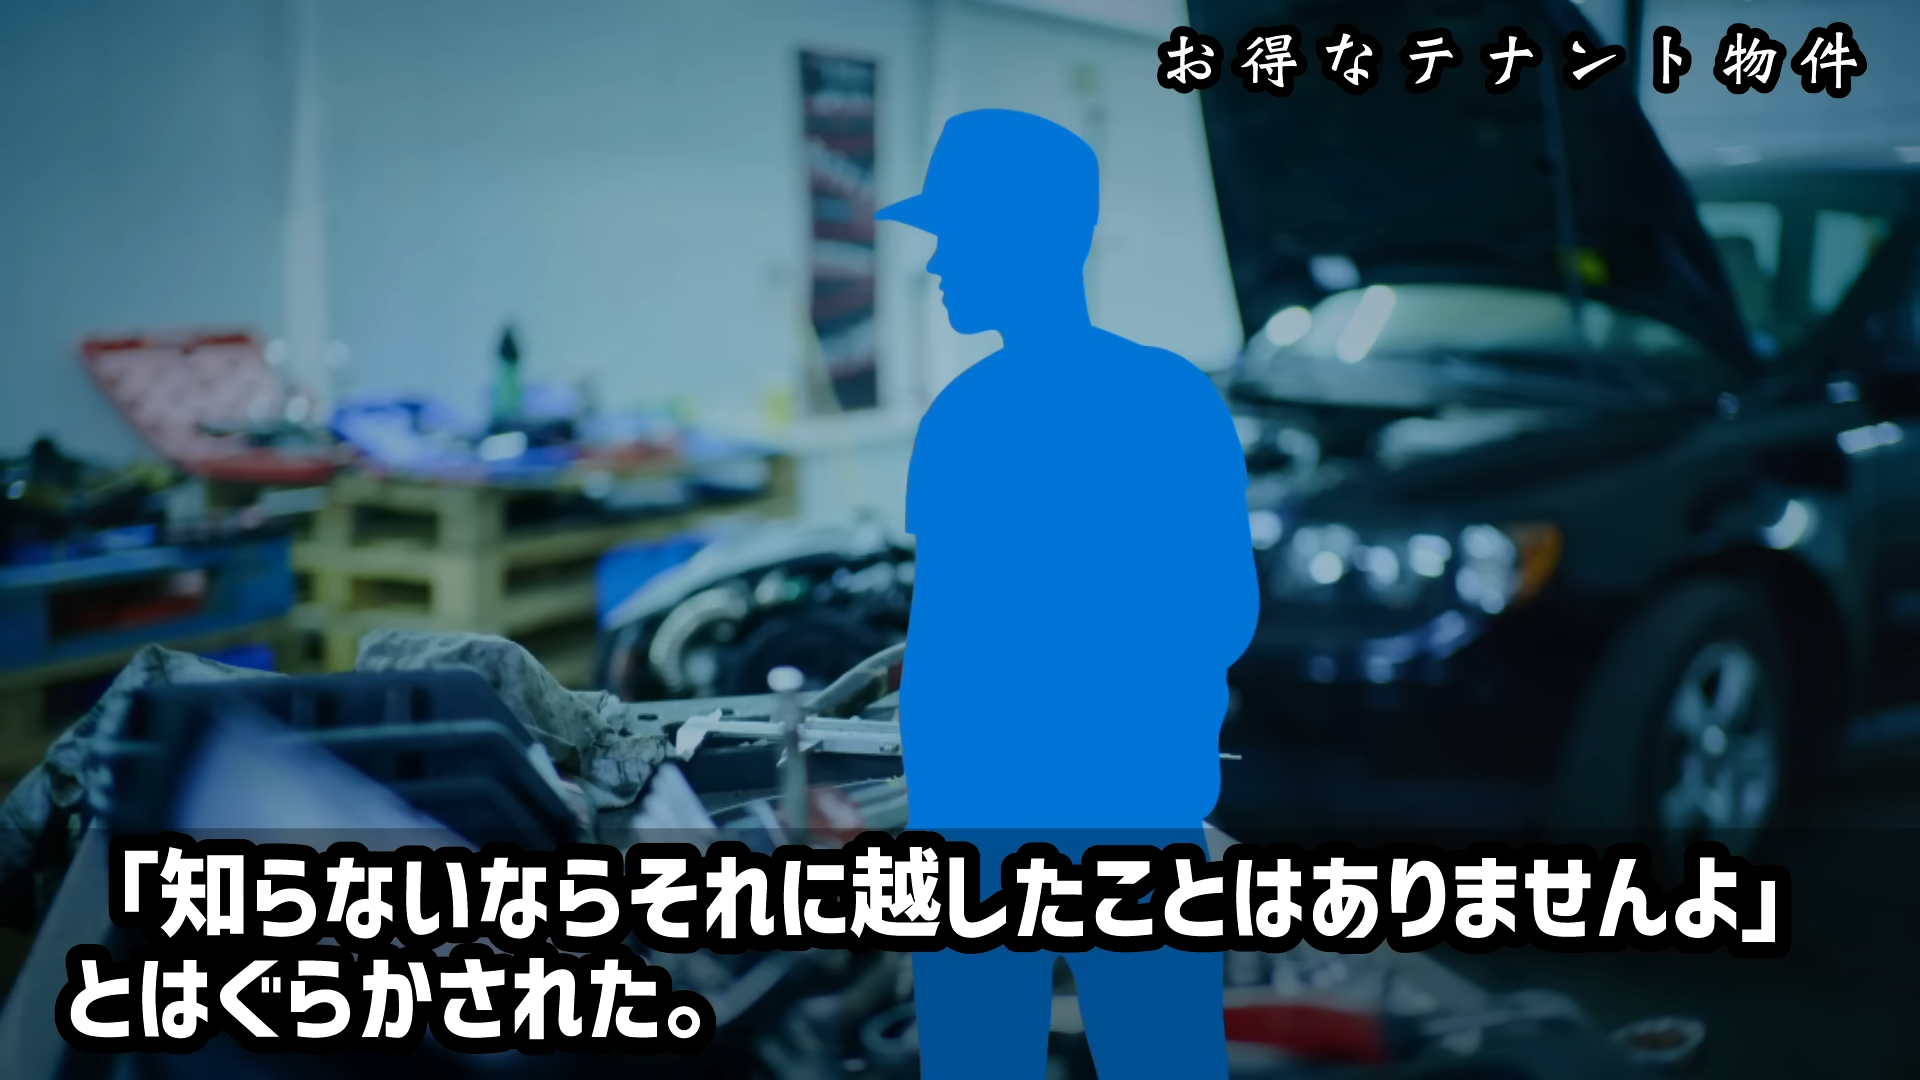 お得なテナント物件
「知らないならそれに越したことはありませんよ」
とはぐらかされた。